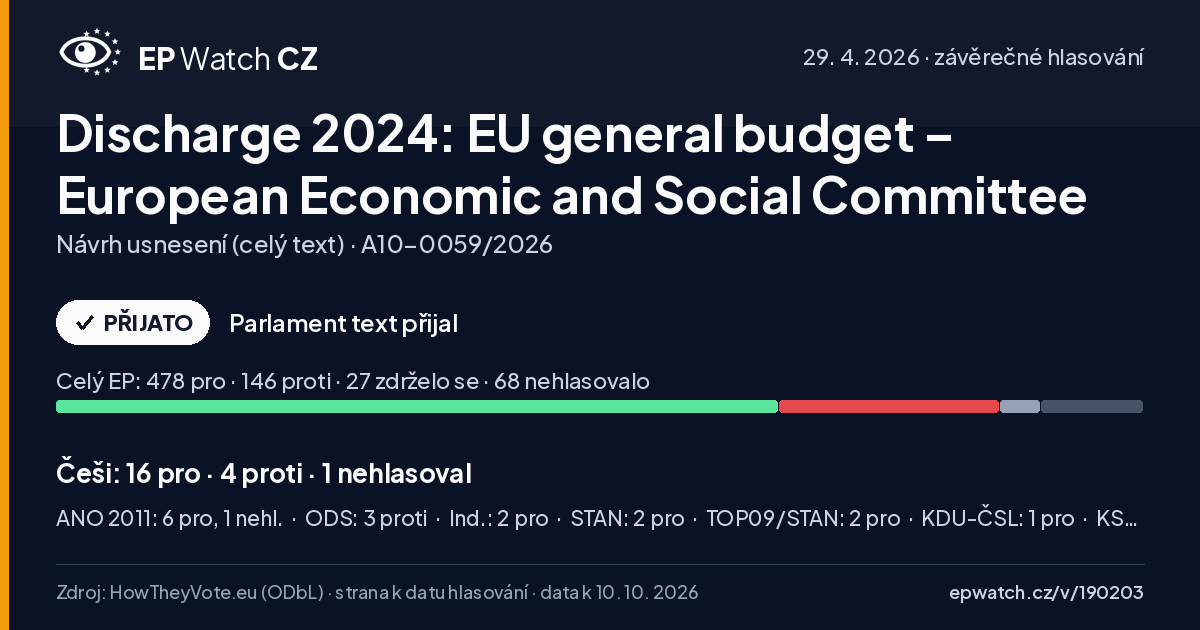 EP Watch CZ
29. 4. 2026 · závěrečné hlasování
Discharge 2024: EU general budget –
European Economic and Social Committee
Návrh usnesení (celý text) · A10-0059/2026
✓ PŘIJATO
Parlament text přijal
Celý EP: 478 pro · 146 proti · 27 zdrželo se · 68 nehlasovalo
Češi: 16 pro · 4 proti · 1 nehlasoval
ANO 2011: 6 pro, 1 nehl. · ODS: 3 proti · Ind.: 2 pro · STAN: 2 pro · TOP09/STAN: 2 pro · KDU-ČSL: 1 pro · KS…
Zdroj: HowTheyVote.eu (ODbL) · strana k datu hlasování · data k 10. 10. 2026
epwatch.cz/v/190203